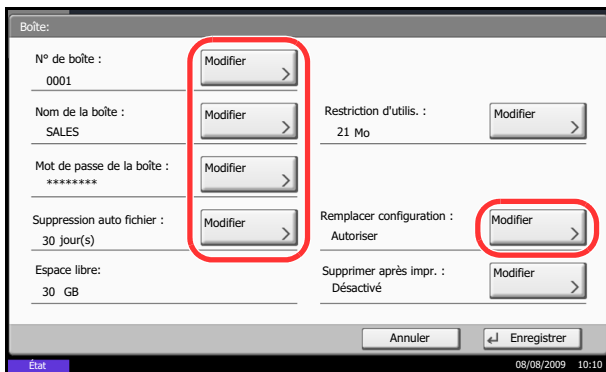 Boîte:
N° de boîte :
0001
Modifier
Nom de la boîte :
SALES
Modifier
Restriction d'utilis. :
21 Mo
Modifier
Mot de passe de la boîte :
********
Modifier
Suppression auto fichier :
30 jour(s)
Modifier
Remplacer configuration :
Autoriser
Modifier
Espace libre:
30 GB
Supprimer après impr. :
Désactivé
Modifier
Annuler
Enregistrer
État
08/08/2009 10:10